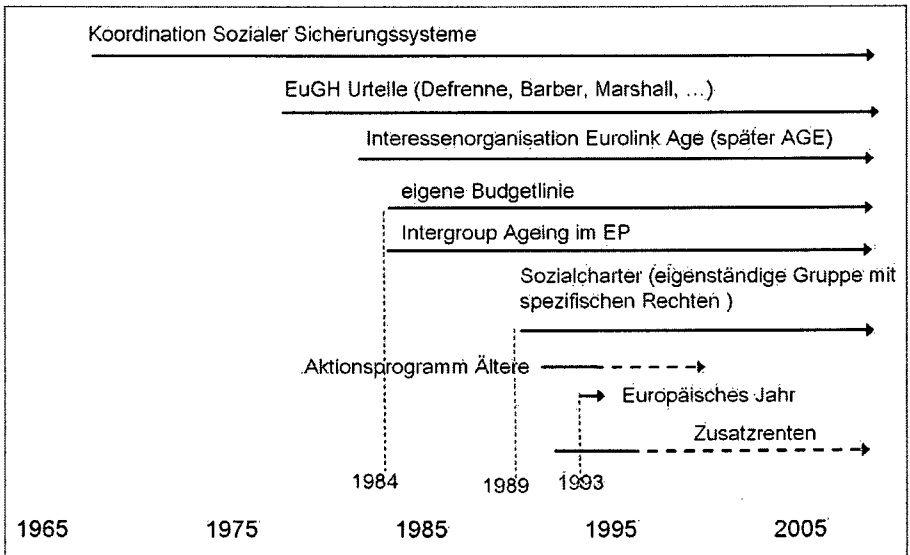 Koordination Sozialer Sicherungssysteme
EuGH Urteile (Defrenne, Barber, Marshall, ...)
Interessenorganisation Eurolink Age (später AGE)
eigene Budgetlinie
Intergroup Ageing im EP
Sozialcharter (eigenständige Gruppe mit
spezifischen Rechten )
Aktionsprogramm Ältere
Europäisches Jahr
Zusatzrenten
1984
1989
1993
1965
1975
1985
1995
2005